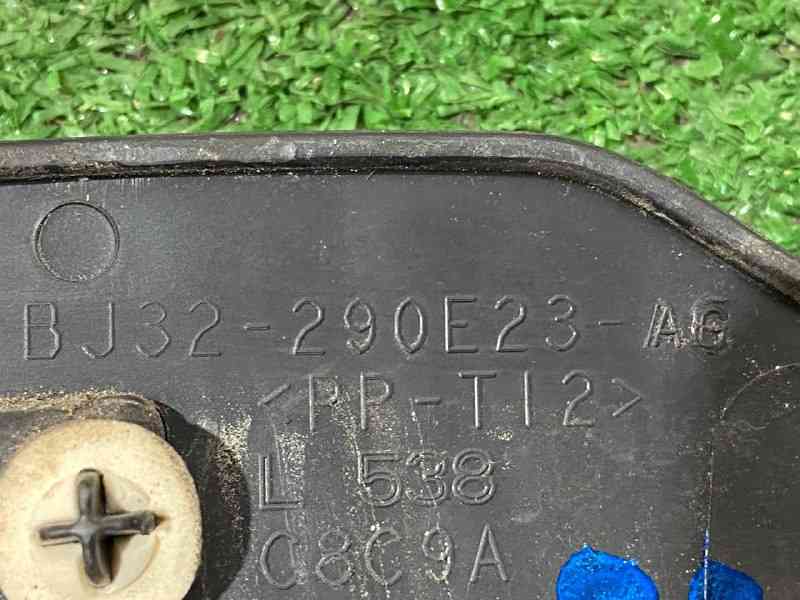 BJ32-290E23-AG
<PP-T12>
L 538
C8C9A